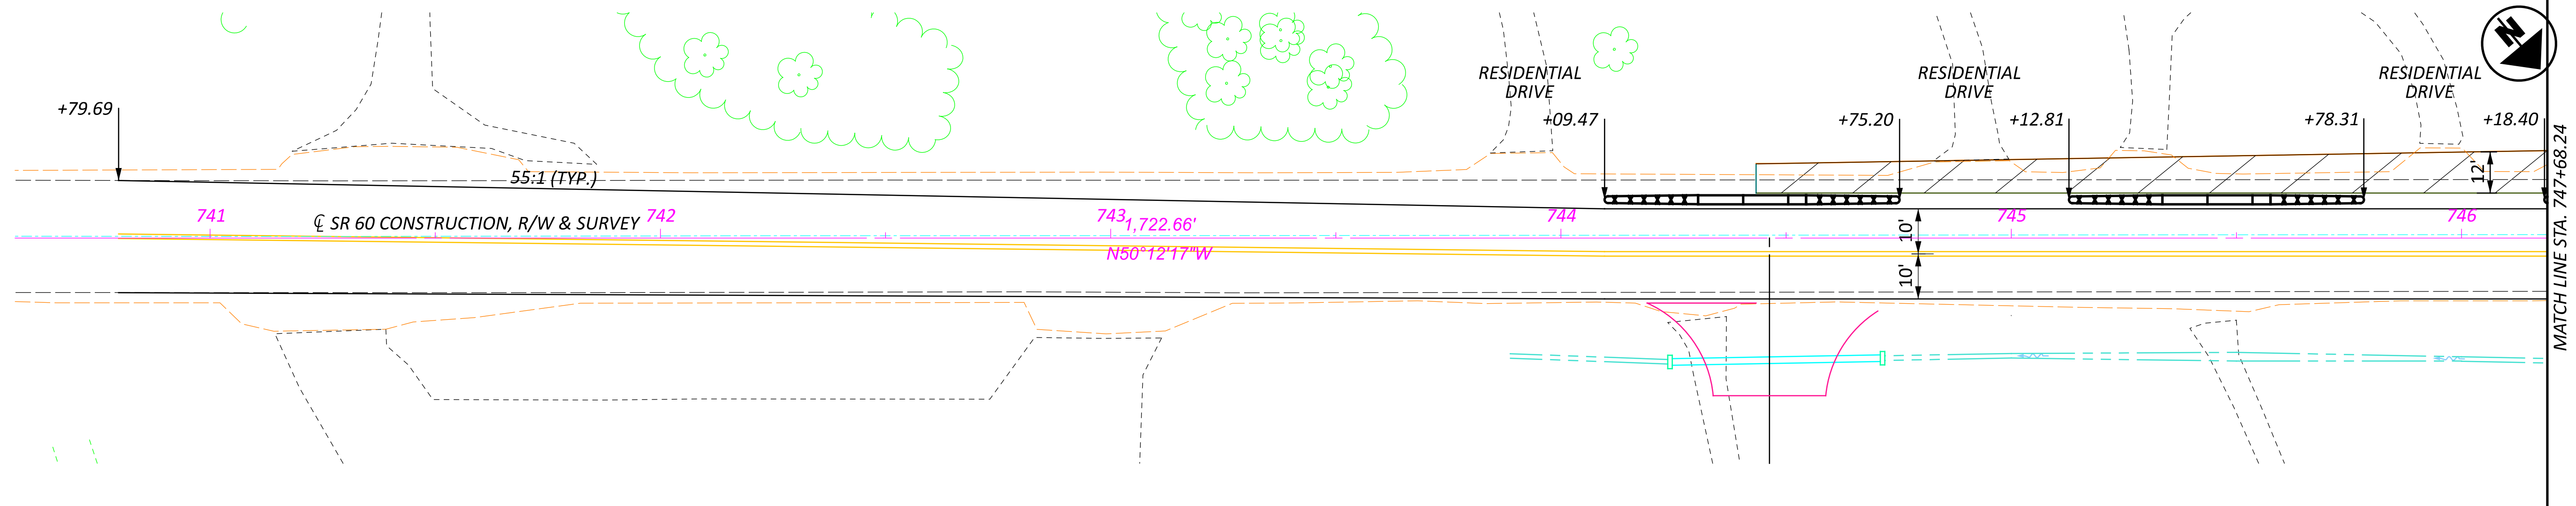 N
RESIDENTIAL
DRIVE
RESIDENTIAL
DRIVE
RESIDENTIAL
DRIVE
+79.69
+09.47
+75.20
+12.81
+78.31
+18.40
55:1 (TYP.)
12'
741
℄ SR 60 CONSTRUCTION, R/W & SURVEY
742
743
1,722.66'
744
745
746
N50°12'17"W
10'
10'
MATCH LINE STA. 747+68.24